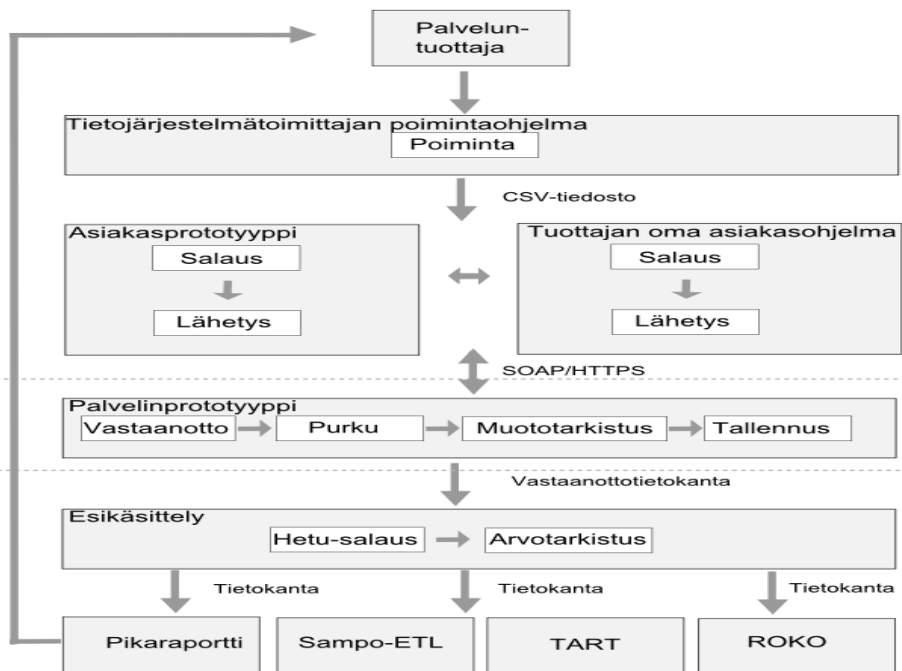 Palvelun-
tuottaja
Tietojärjestelmätoimittajan poimintaohjelma
Poiminta
CSV-tiedosto
Asiakasprototyyppi
Salaus
Lähetys
Tuottajan oma asiakasohjelma
Salaus
Lähetys
SOAP/HTTPS
Palvelinprototyyppi
Vastaanotto
Purku
Muototarkistus
Tallennus
Vastaanottotietokanta
Esikäsittely
Hetu-salaus
Arvotarkistus
Tietokanta
Tietokanta
Tietokanta
Pikaraportti
Sampo-ETL
TART
ROKO